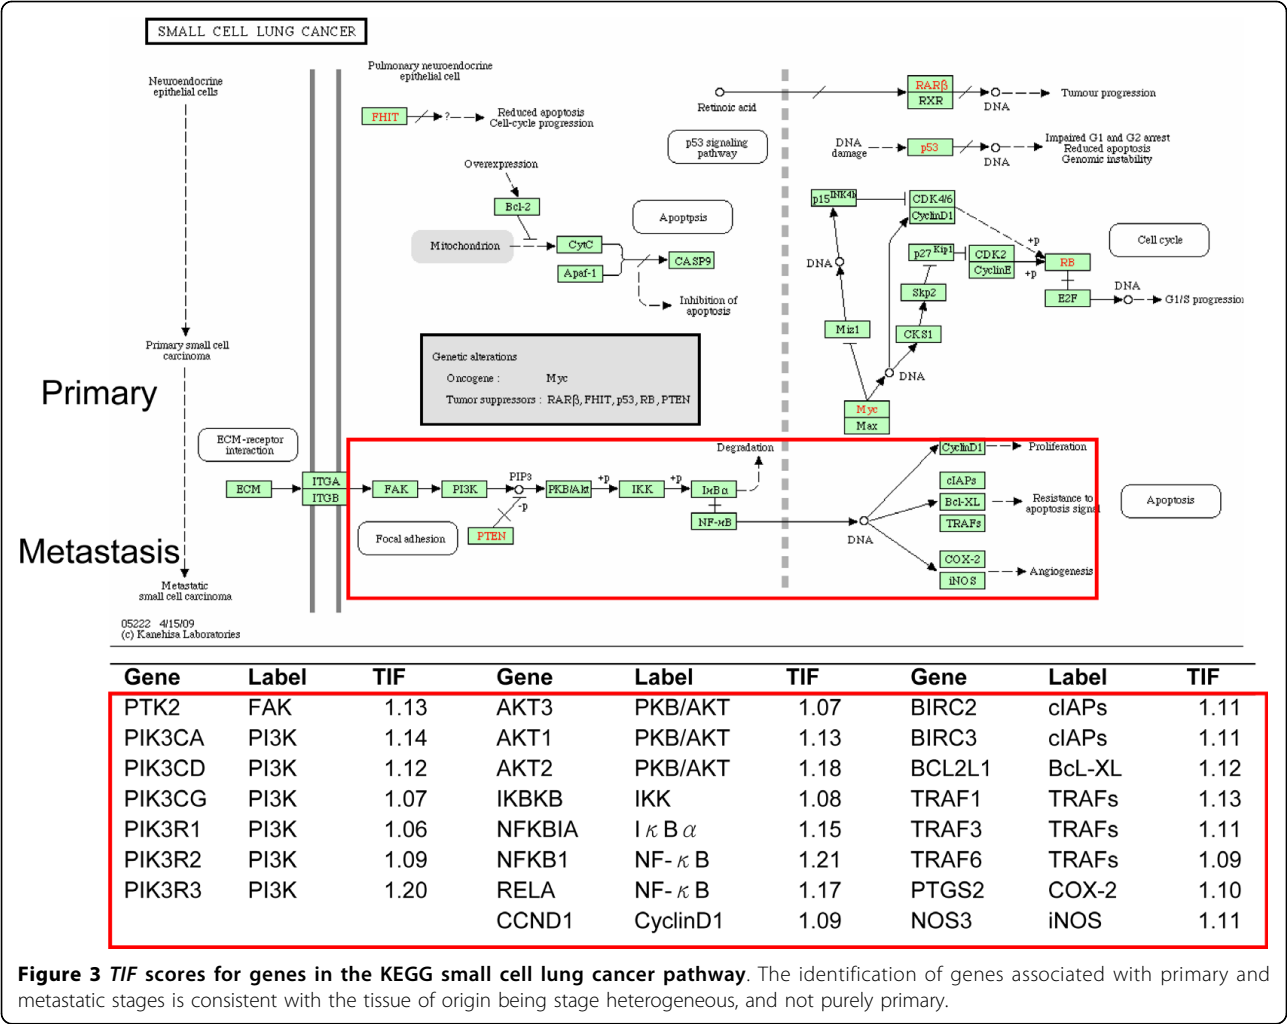 SMALL CELL LUNG CANCER
Neuroendocrine
epithelial cells
Pulmonary neuroendocrine
epithelial cell
FHIT
?
Reduced apoptosis
Cell-cycle progression
Retinoic acid
RARβ
RXR
DNA
Tumour progression
p53 signaling
pathway
DNA
damage
p53
DNA
Impaired G1 and G2 arrest
Reduced apoptosis
Genomic instability
Overexpression
Bcl-2
Apoptpsis
Mitochondrion
CytC
Apaf-1
CASP9
Inhibition of
apoptosis
p15INK4b
CDK4/6
CyclinD1
p27Kip1
CDK2
CyclinE
+p
+p
RB
E2F
DNA
G1/S progression
Cell cycle
DNA
Skp2
Miz1
CKS1
DNA
Myc
Max
Primary small cell
carcinoma
Primary
Genetic alterations
Oncogene : Myc
Tumor suppressors : RARβ, FHIT, p53, RB, PTEN
ECM-receptor
interaction
ECM
ITGA
ITGB
FAK
PI3K
PIP3
-p
PTEN
PKB/Akt
+p
IKK
+p
IκBα
NF-κB
Degradation
Focal adhesion
DNA
CyclinD1
Proliferation
cIAPs
Bcl-XL
TRAFs
Resistance to
apoptosis signal
COX-2
iNOS
Angiogenesis
Apoptosis
Metastasis
Metastatic
small cell carcinoma
05222 4/15/09
(c) Kanehisa Laboratories
Gene Label TIF Gene Label TIF Gene Label TIF
PTK2 FAK 1.13 AKT3 PKB/AKT 1.07 BIRC2 cIAPs 1.11
PIK3CA PI3K 1.14 AKT1 PKB/AKT 1.13 BIRC3 cIAPs 1.11
PIK3CD PI3K 1.12 AKT2 PKB/AKT 1.18 BCL2L1 BcL-XL 1.12
PIK3CG PI3K 1.07 IKBKB IKK 1.08 TRAF1 TRAFs 1.13
PIK3R1 PI3K 1.06 NFKBIA IκBα 1.15 TRAF3 TRAFs 1.11
PIK3R2 PI3K 1.09 NFKB1 NF-κB 1.21 TRAF6 TRAFs 1.09
PIK3R3 PI3K 1.20 RELA NF-κB 1.17 PTGS2 COX-2 1.10
CCND1 CyclinD1 1.09 NOS3 iNOS 1.11
Figure 3 TIF scores for genes in the KEGG small cell lung cancer pathway. The identification of genes associated with primary and
metastatic stages is consistent with the tissue of origin being stage heterogeneous, and not purely primary.